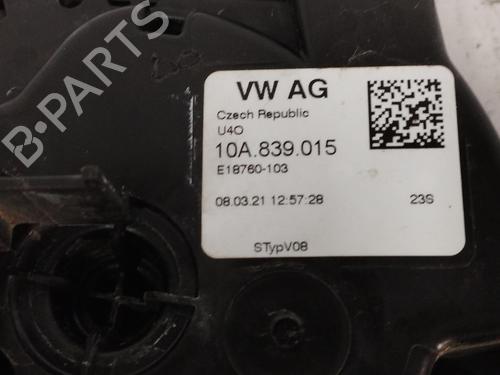 B-PARTS
VW AG
Czech Republic
U4O
10A.839.015
E18760-103
08.03.21 12:57:28
23S
STypV08